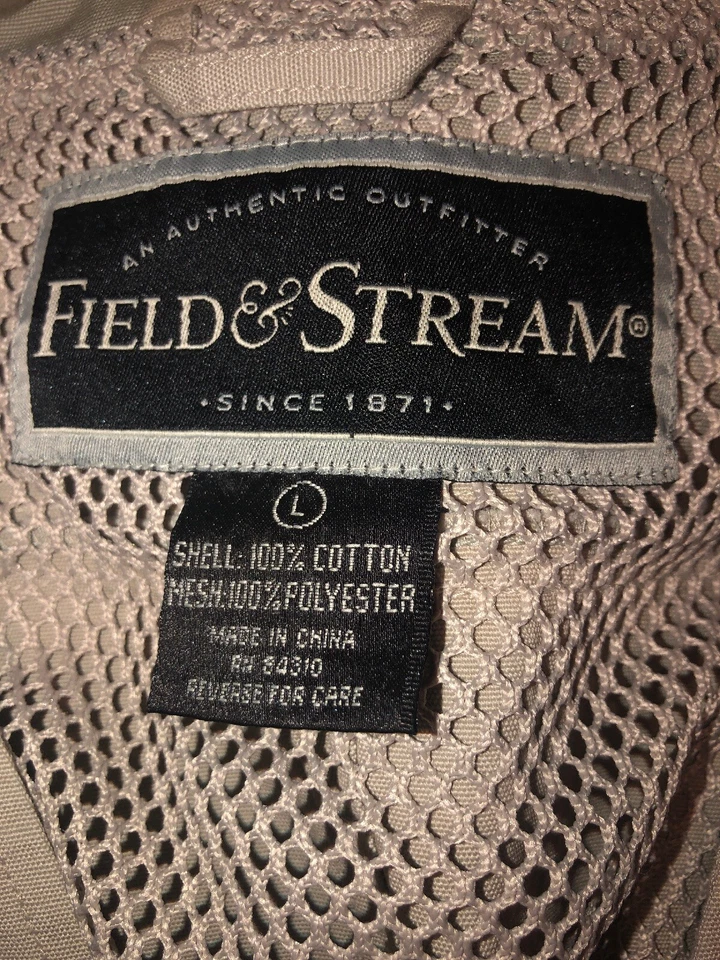 AN AUTHENTIC OUTFITTER
FIELD & STREAM®
·SINCE 1871·
L
SHELL: 100% COTTON
MESH:100% POLYESTER
MADE IN CHINA
RN 84310
REVERSE FOR CARE